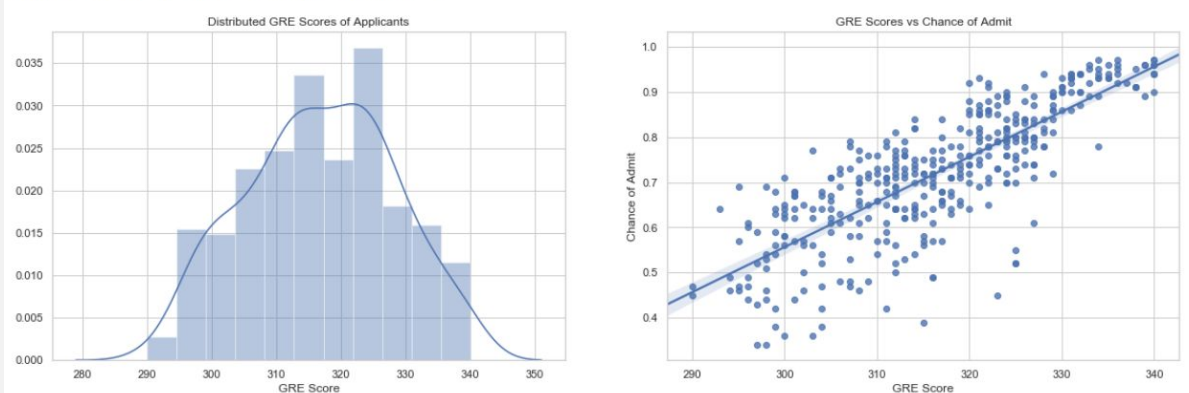 Distributed GRE Scores of Applicants
0.035
0.030
0.025
0.020
0.015
0.010
0.005
0.000
280 290 300 310 320 330 340 350
GRE Score
GRE Scores vs Chance of Admit
1.0
0.9
0.8
0.7
0.6
0.5
0.4
Chance of Admit
290 300 310 320 330 340
GRE Score